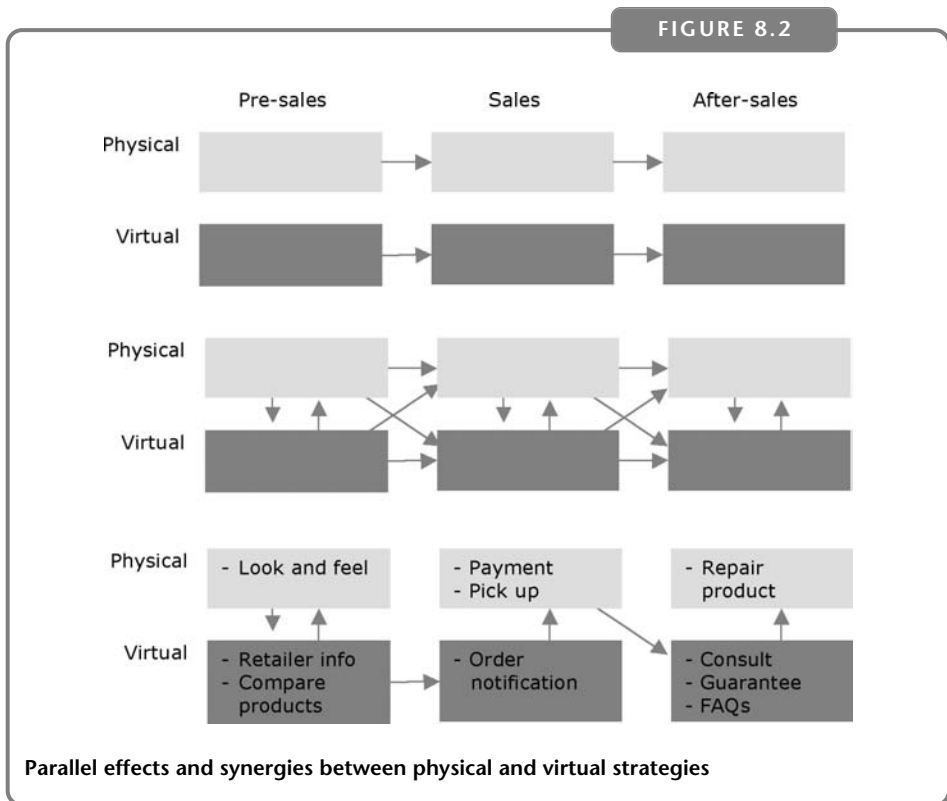 FIGURE 8.2
Pre-sales Sales After-sales
Physical
Virtual
Physical
Virtual
Physical
- Look and feel
- Payment
- Pick up
- Repair
product
Virtual
- Retailer info
- Compare
products
- Order
notification
- Consult
- Guarantee
- FAQs
Parallel effects and synergies between physical and virtual strategies